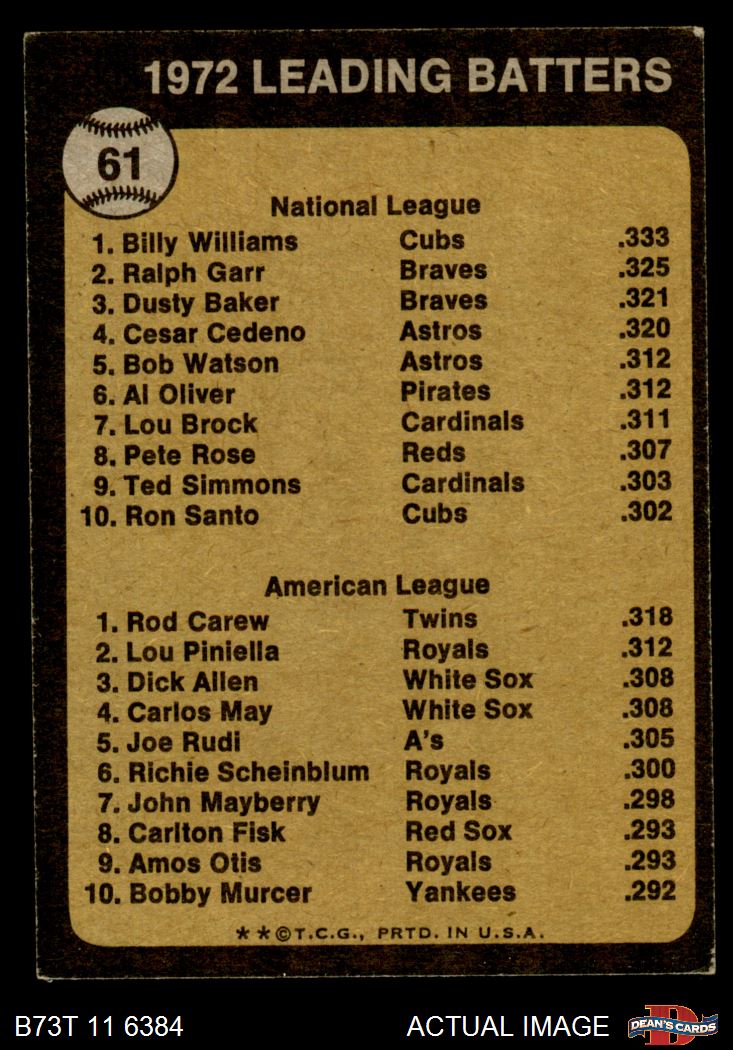 1972 LEADING BATTERS
61
National League
1. Billy Williams Cubs .333
2. Ralph Garr Braves .325
3. Dusty Baker Braves .321
4. Cesar Cedeno Astros .320
5. Bob Watson Astros .312
6. Al Oliver Pirates .312
7. Lou Brock Cardinals .311
8. Pete Rose Reds .307
9. Ted Simmons Cardinals .303
10. Ron Santo Cubs .302
American League
1. Rod Carew Twins .318
2. Lou Piniella Royals .312
3. Dick Allen White Sox .308
4. Carlos May White Sox .308
5. Joe Rudi A's .305
6. Richie Scheinblum Royals .300
7. John Mayberry Royals .298
8. Carlton Fisk Red Sox .293
9. Amos Otis Royals .293
10. Bobby Murcer Yankees .292
**©T.C.G., PRTD. IN U.S.A.
B73T 11 6384 ACTUAL IMAGE D DEAN'S CARDS